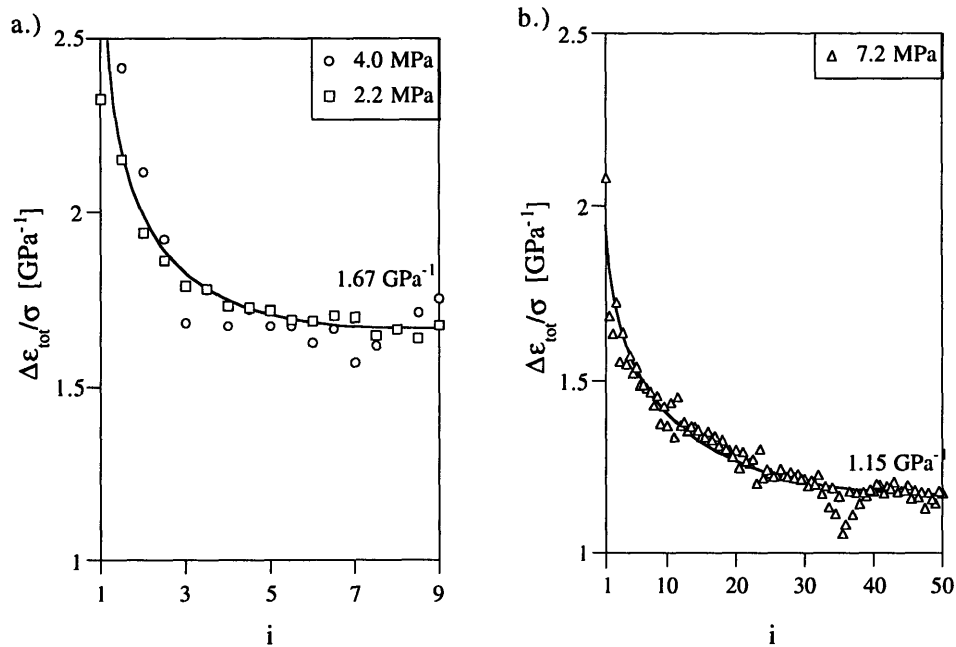 a.)
2.5
2
1.5
1
Δε_tot/σ [GPa⁻¹]
○ 4.0 MPa
□ 2.2 MPa
1.67 GPa⁻¹
1 3 5 7 9
i
b.)
2.5
2
1.5
1
Δε_tot/σ [GPa⁻¹]
△ 7.2 MPa
1.15 GPa⁻¹
1 10 20 30 40 50
i